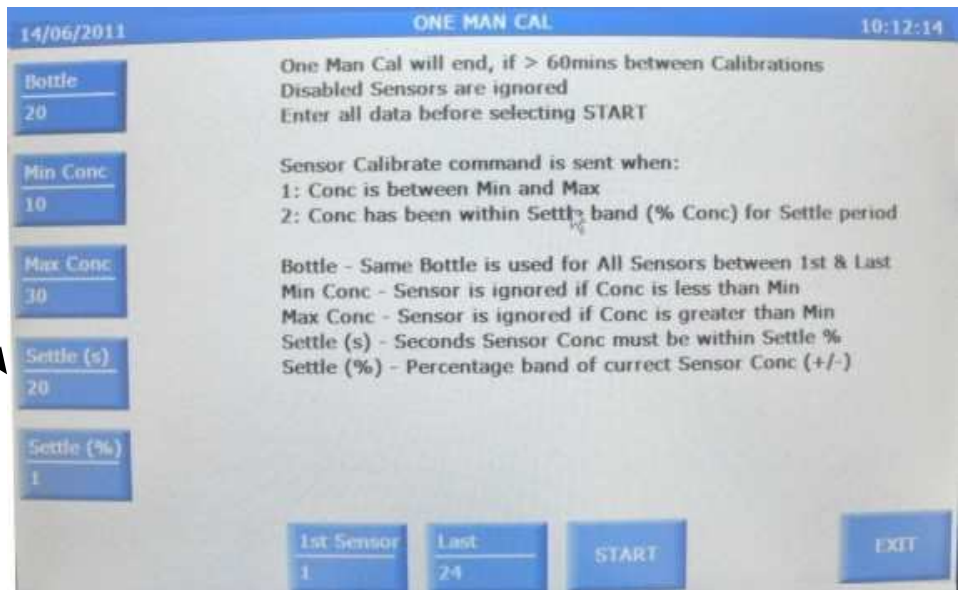 14/06/2011
ONE MAN CAL
10:12:14
Bottle
20
Min Conc
10
Max Conc
30
Settle (s)
20
Settle (%)
1
One Man Cal will end, if > 60mins between Calibrations
Disabled Sensors are ignored
Enter all data before selecting START
Sensor Calibrate command is sent when:
1: Conc is between Min and Max
2: Conc has been within Settle band (% Conc) for Settle period
Bottle - Same Bottle is used for All Sensors between 1st & Last
Min Conc - Sensor is ignored if Conc is less than Min
Max Conc - Sensor is ignored if Conc is greater than Min
Settle (s) - Seconds Sensor Conc must be within Settle %
Settle (%) - Percentage band of currect Sensor Conc (+/-)
1st Sensor
1
Last
24
START
EXIT